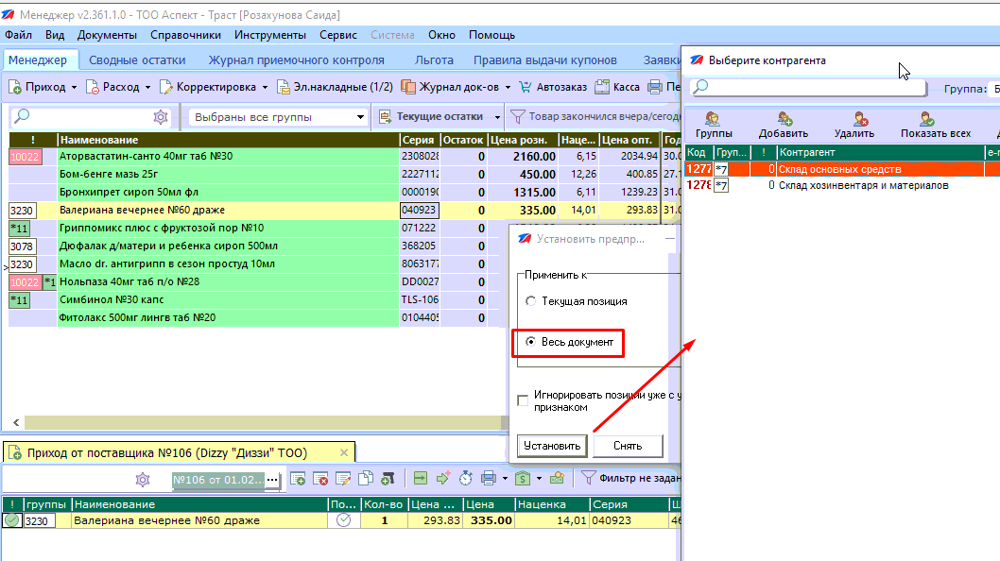 Менеджер v2.361.1.0 - ТОО Аспект - Траст [Розахунова Саида]
Файл Вид Документы Справочники Инструменты Сервис Система Окно Помощь
Менеджер Сводные остатки Журнал приемочного контроля Льгота Правила выдачи купонов Заявки
Приход Расход Корректировка Эл.накладные (1/2) Журнал док-ов Автозаказ Касса Пе
Выбраны все группы Текущие остатки Товар закончился вчера/сегод
! Наименование Серия Остаток Цена розн. Наце... Цена опт. Год
10022 Аторвастатин-санто 40мг таб №30 2308028 0 2160.00 6,15 2034.94 30.0
Бом-бенге мазь 25г 2227112 0 450.00 12,26 400.85 27.1
Бронхипрет сироп 50мл фл 0000190 0 1315.00 6,11 1239.23 31.0
3230 Валериана вечернее №60 драже 040923 0 335.00 14,01 293.83 31.0
*11 Гриппомикс плюс с фруктозой пор №10 071222 0
3078 Дюфалак д/матери и ребенка сироп 500мл 368205 0
3230 Масло dr. антигрипп в сезон простуд 10мл 8063177 0
10022 *1 Нольпаза 40мг таб п/о №28 DD0027 0
*11 Симбинол №30 капс TLS-106 0
Фитолакс 500мг лингв таб №20 0104405 0
Установить предпр...
Применить к
Текущая позиция
Весь документ
Игнорировать позиции уже с у
признаком
Установить Снять
Выберите контрагента
Группа: Б
Группы Добавить Удалить Показать всех
Код Груп... ! Контрагент e-m
1277 *7 0 Склад основных средств
1278 *7 0 Склад хозинвентаря и материалов
Приход от поставщика №106 (Dizzy "Диззи" ТОО)
№106 от 01.02... ... Фильтр не задан
! группы Наименование По... Кол-во Цена ... Цена Наценка Серия Ш
3230 Валериана вечернее №60 драже 1 293.83 335.00 14,01 040923 46